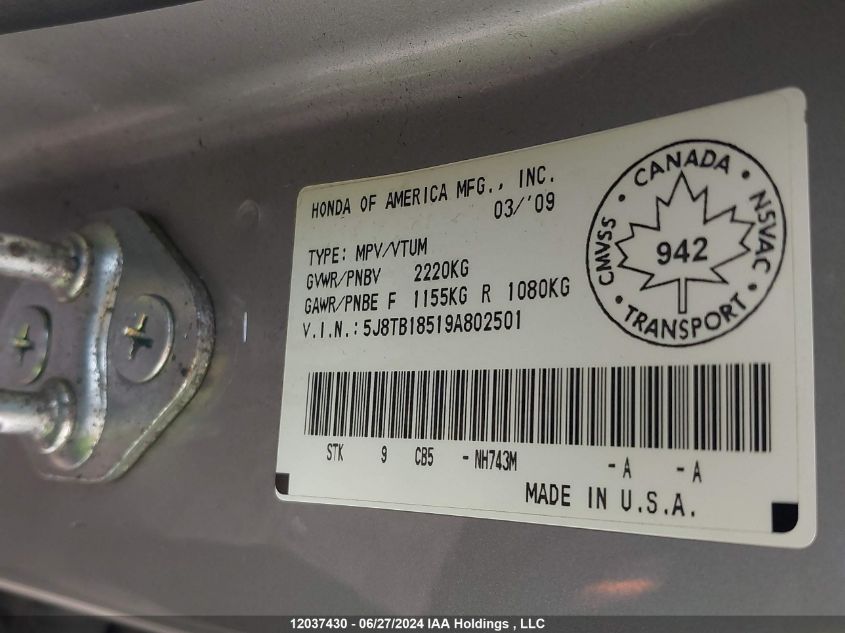 HONDA OF AMERICA MFG., INC.
03/'09
TYPE: MPV/VTUM
GVWR/PNBV 2220KG
GAWR/PNBE F 1155KG R 1080KG
V.I.N.: 5J8TB18519A802501
CANADA
CMVSS
942
NSVAC
TRANSPORT
STK 9 CB5 - NH743M - A - A
MADE IN U.S.A.
12037430 - 06/27/2024 IAA Holdings , LLC